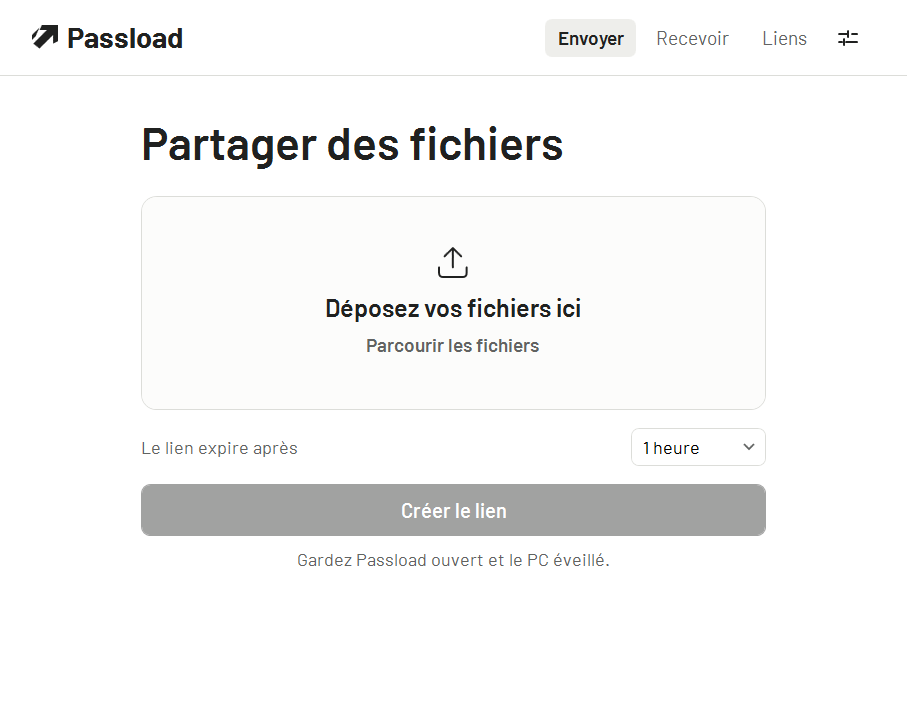 Passload
Envoyer
Recevoir
Liens
Partager des fichiers
Déposez vos fichiers ici
Parcourir les fichiers
Le lien expire après
1 heure
Créer le lien
Gardez Passload ouvert et le PC éveillé.